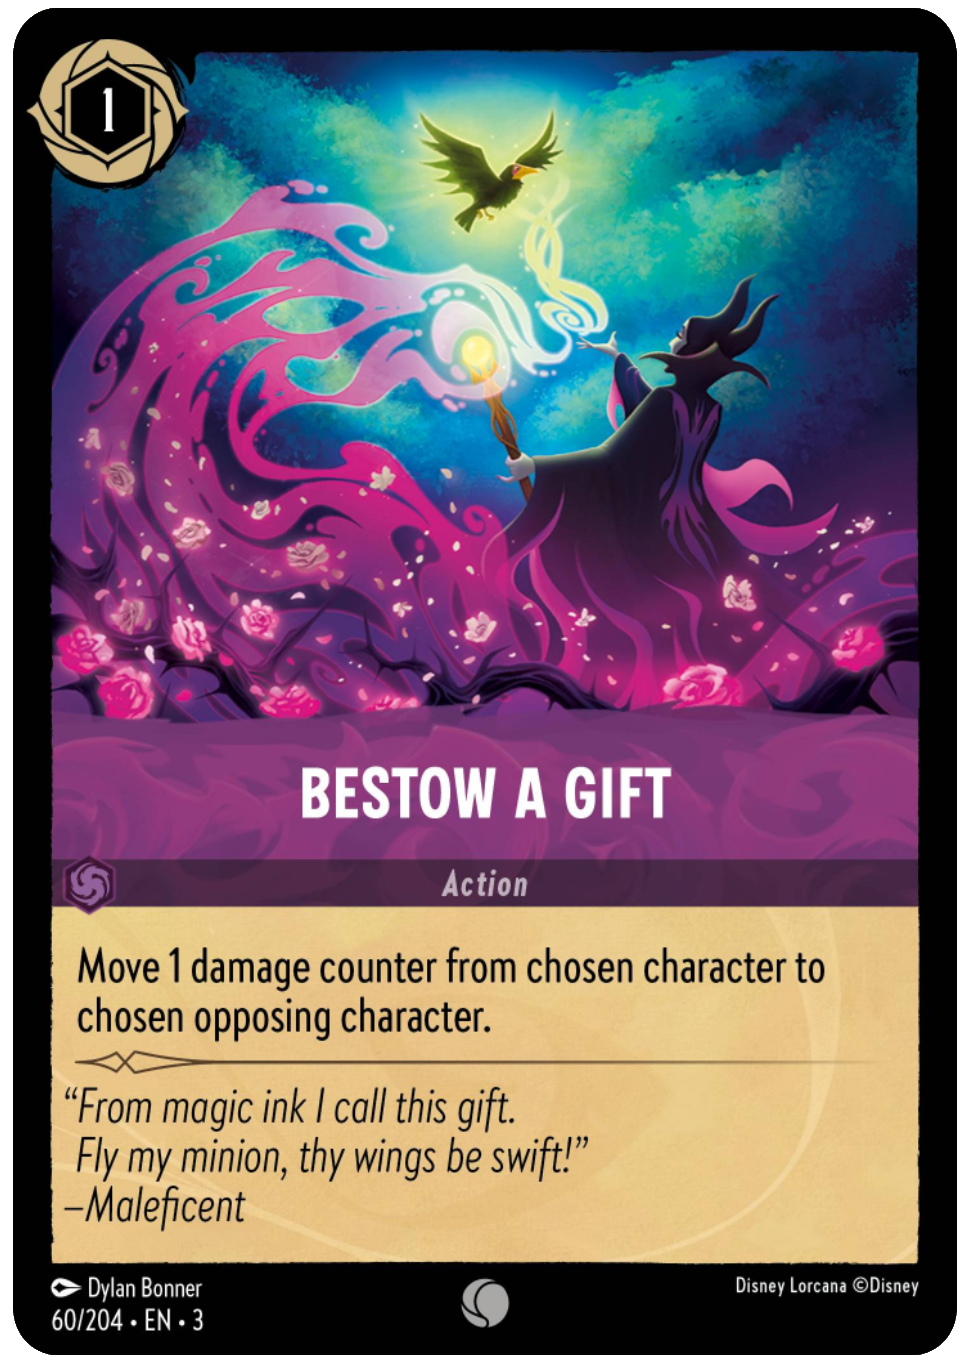 1
BESTOW A GIFT
Action
Move 1 damage counter from chosen character to
chosen opposing character.
“From magic ink I call this gift.
Fly my minion, thy wings be swift!”
–Maleficent
Dylan Bonner
Disney Lorcana ©Disney
60/204 • EN • 3